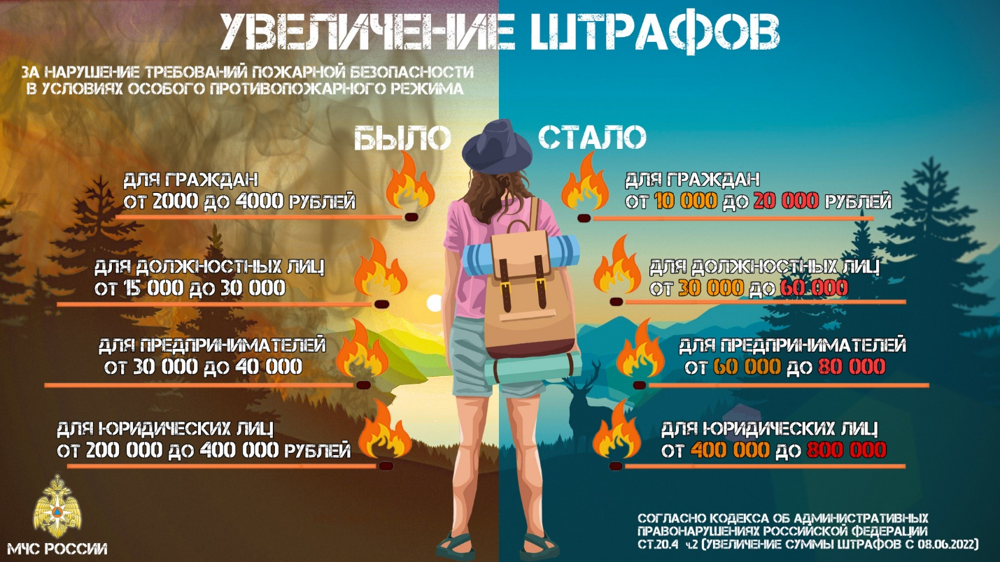 УВЕЛИЧЕНИЕ ШТРАФОВ
ЗА НАРУШЕНИЕ ТРЕБОВАНИЙ ПОЖАРНОЙ БЕЗОПАСНОСТИ
В УСЛОВИЯХ ОСОБОГО ПРОТИВОПОЖАРНОГО РЕЖИМА
БЫЛО
ДЛЯ ГРАЖДАН
ОТ 2000 ДО 4000 РУБЛЕЙ
ДЛЯ ДОЛЖНОСТНЫХ ЛИЦ
ОТ 15 000 ДО 30 000
ДЛЯ ПРЕДПРИНИМАТЕЛЕЙ
ОТ 30 000 ДО 40 000
ДЛЯ ЮРИДИЧЕСКИХ ЛИЦ
ОТ 200 000 ДО 400 000 РУБЛЕЙ
СТАЛО
ДЛЯ ГРАЖДАН
ОТ 10 000 ДО 20 000 РУБЛЕЙ
ДЛЯ ДОЛЖНОСТНЫХ ЛИЦ
ОТ 30 000 ДО 60 000
ДЛЯ ПРЕДПРИНИМАТЕЛЕЙ
ОТ 60 000 ДО 80 000
ДЛЯ ЮРИДИЧЕСКИХ ЛИЦ
ОТ 400 000 ДО 800 000
МЧС РОССИИ
СОГЛАСНО КОДЕКСА ОБ АДМИНИСТРАТИВНЫХ
ПРАВОНАРУШЕНИЯХ РОССИЙСКОЙ ФЕДЕРАЦИИ
СТ.20.4 ч.2 (УВЕЛИЧЕНИЕ СУММЫ ШТРАФОВ С 08.06.2022)